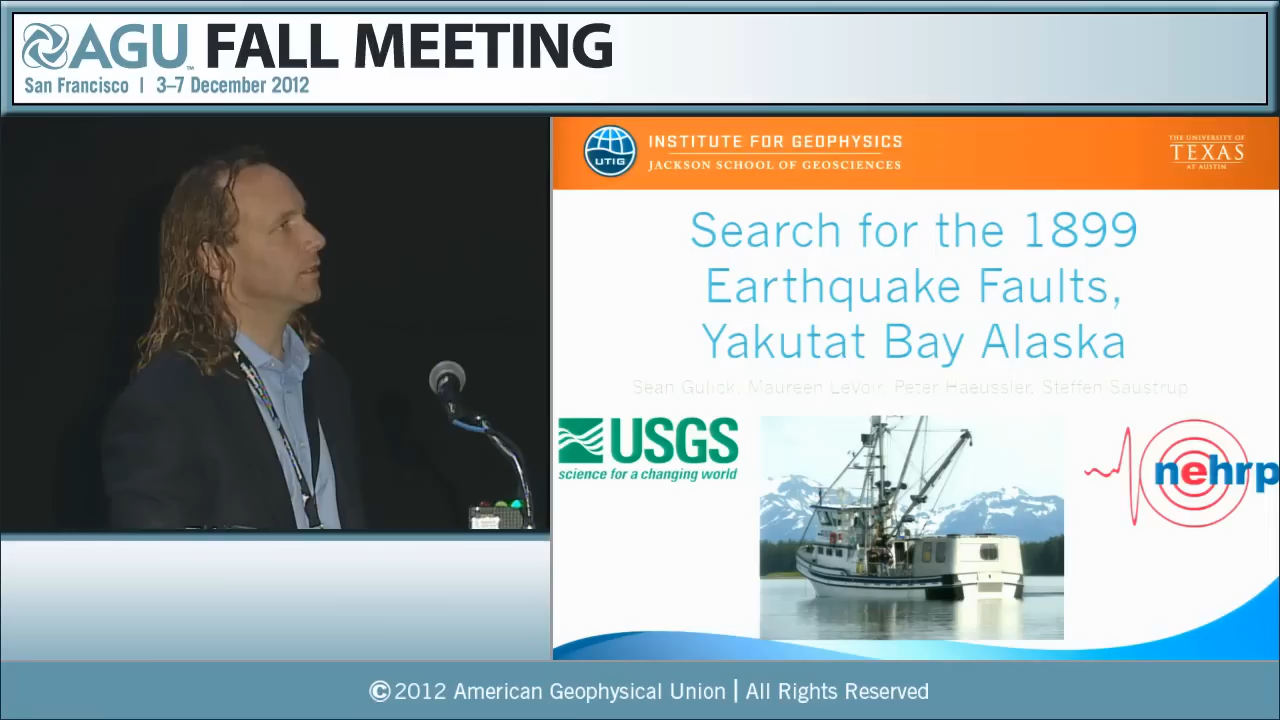 AGU™ FALL MEETING
San Francisco | 3–7 December 2012
UTIG
INSTITUTE FOR GEOPHYSICS
JACKSON SCHOOL OF GEOSCIENCES
THE UNIVERSITY OF
TEXAS
AT AUSTIN
Search for the 1899
Earthquake Faults,
Yakutat Bay Alaska
Sean Gulick, Maureen LeVoir, Peter Haeussler, Steffen Saustrup
USGS
science for a changing world
nehrp
©2012 American Geophysical Union | All Rights Reserved